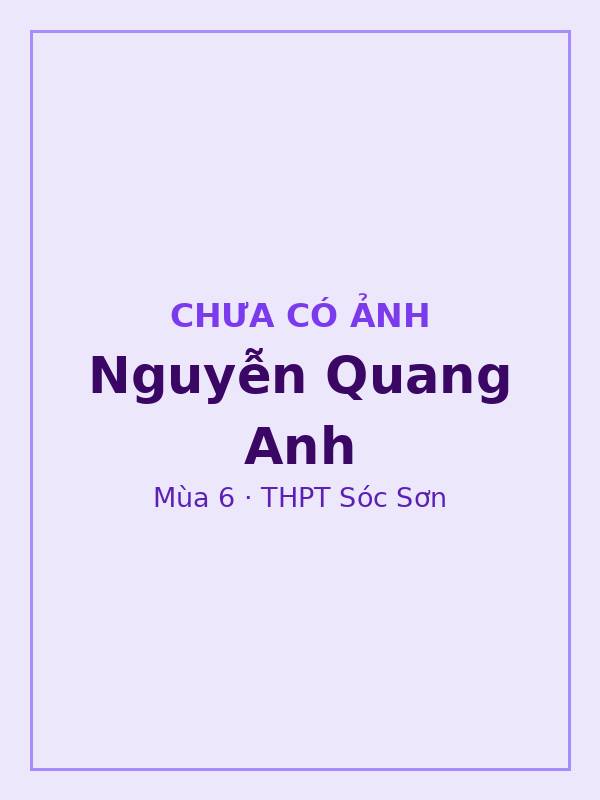 CHƯA CÓ ẢNH
Nguyễn Quang
Anh
Mùa 6 · THPT Sóc Sơn